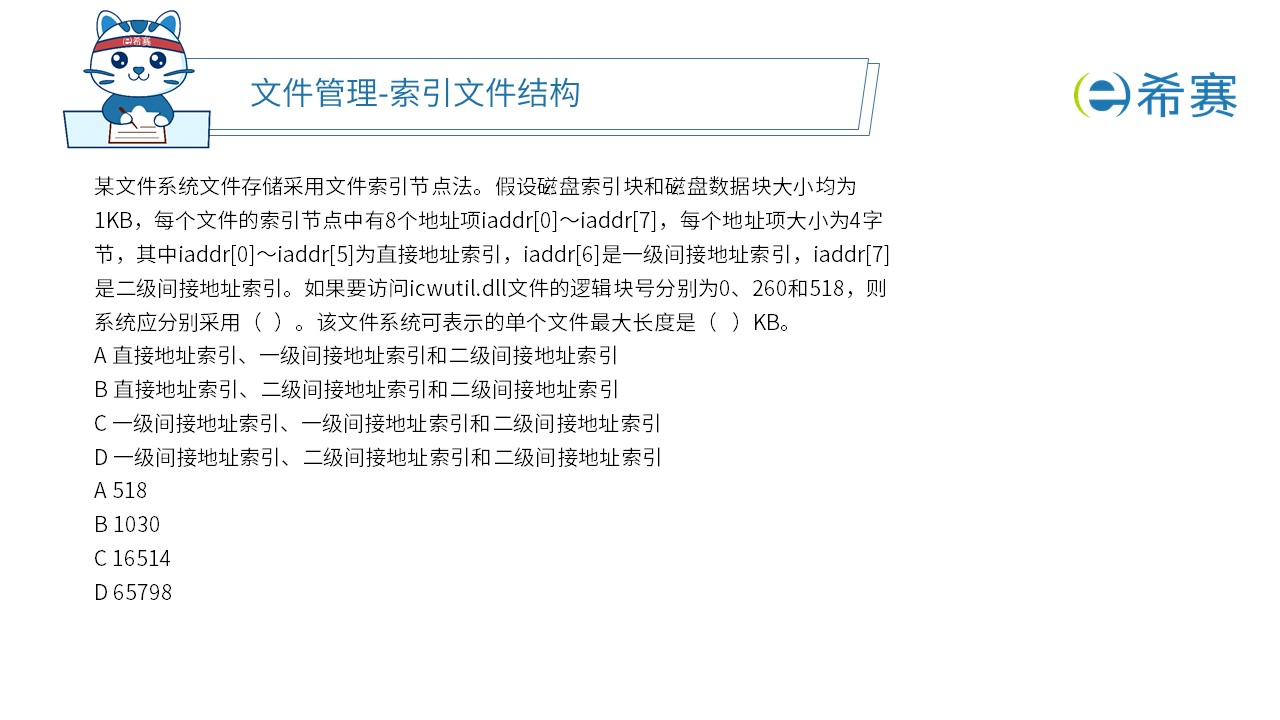 希赛
文件管理-索引文件结构
希赛
某文件系统文件存储采用文件索引节点法。假设磁盘索引块和磁盘数据块大小均为
1KB，每个文件的索引节点中有8个地址项iaddr[0]～iaddr[7]，每个地址项大小为4字
节，其中iaddr[0]～iaddr[5]为直接地址索引，iaddr[6]是一级间接地址索引，iaddr[7]
是二级间接地址索引。如果要访问icwutil.dll文件的逻辑块号分别为0、260和518，则
系统应分别采用（  ）。该文件系统可表示的单个文件最大长度是（  ）KB。
A 直接地址索引、一级间接地址索引和二级间接地址索引
B 直接地址索引、二级间接地址索引和二级间接地址索引
C 一级间接地址索引、一级间接地址索引和二级间接地址索引
D 一级间接地址索引、二级间接地址索引和二级间接地址索引
A 518
B 1030
C 16514
D 65798